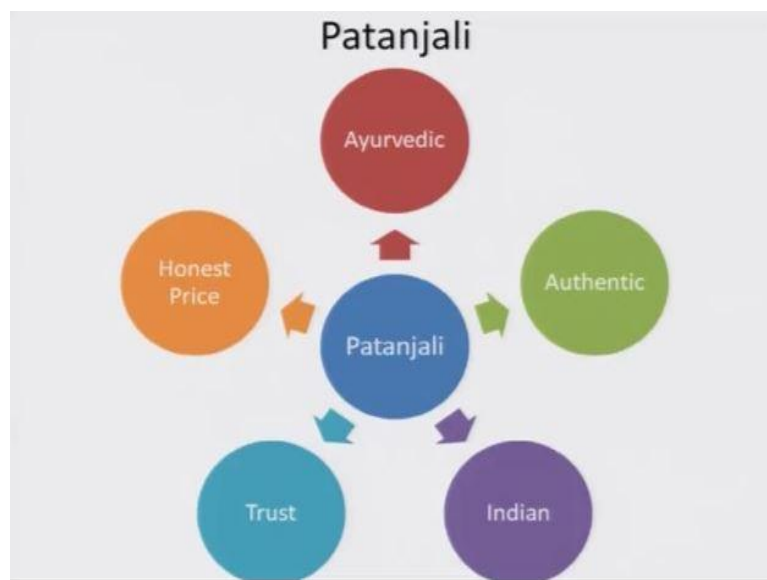 Patanjali
Ayurvedic
Honest
Price
Authentic
Patanjali
Trust
Indian